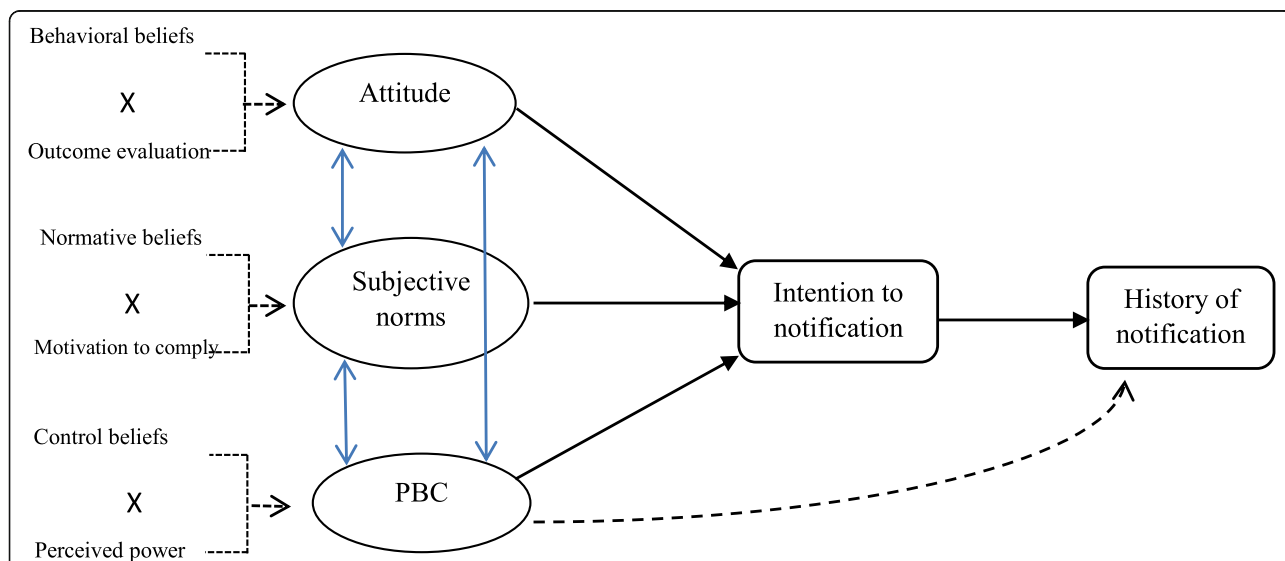 Behavioral beliefs
X
Outcome evaluation
Attitude
Normative beliefs
X
Motivation to comply
Subjective
norms
Control beliefs
X
Perceived power
PBC
Intention to
notification
History of
notification